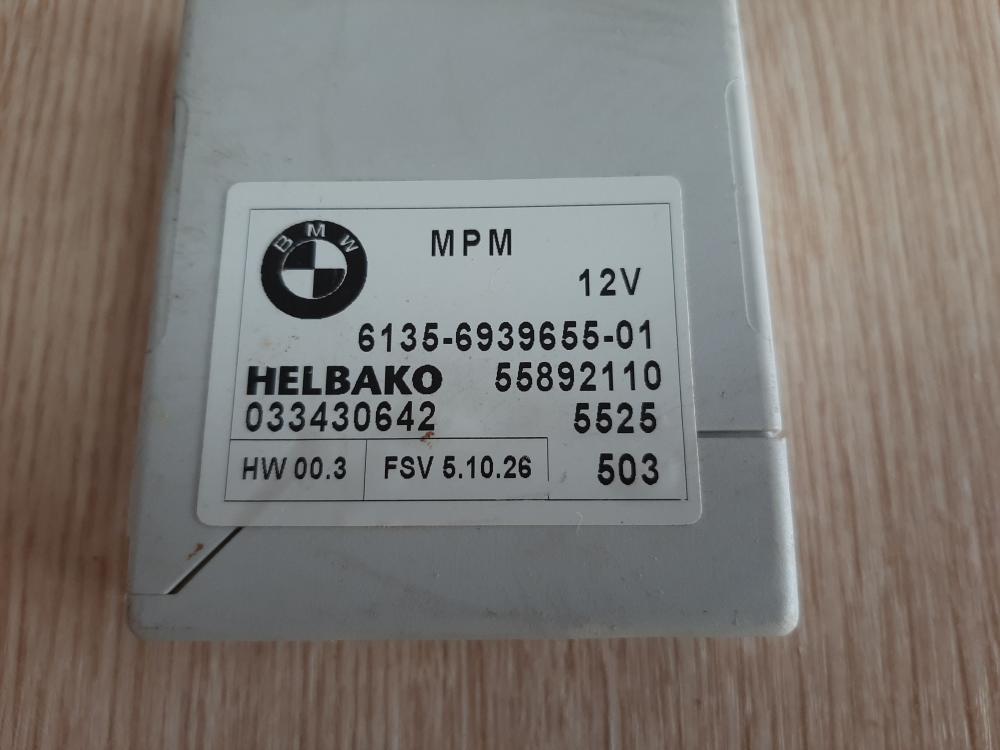 BMW
MPM
12V
6135-6939655-01
HELBAKO 55892110
033430642 5525
HW 00.3 FSV 5.10.26 503